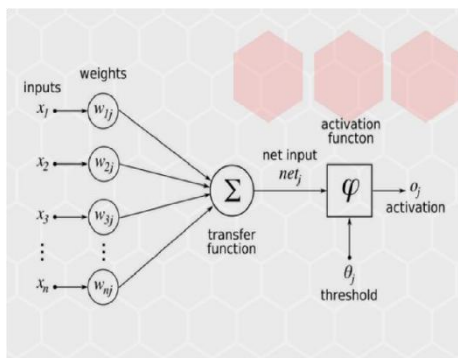 inputs
weights
x1
w1j
x2
w2j
x3
w3j
⋮
⋮
xn
wnj
Σ
transfer
function
net input
netj
activation
functon
φ
oj
activation
θj
threshold